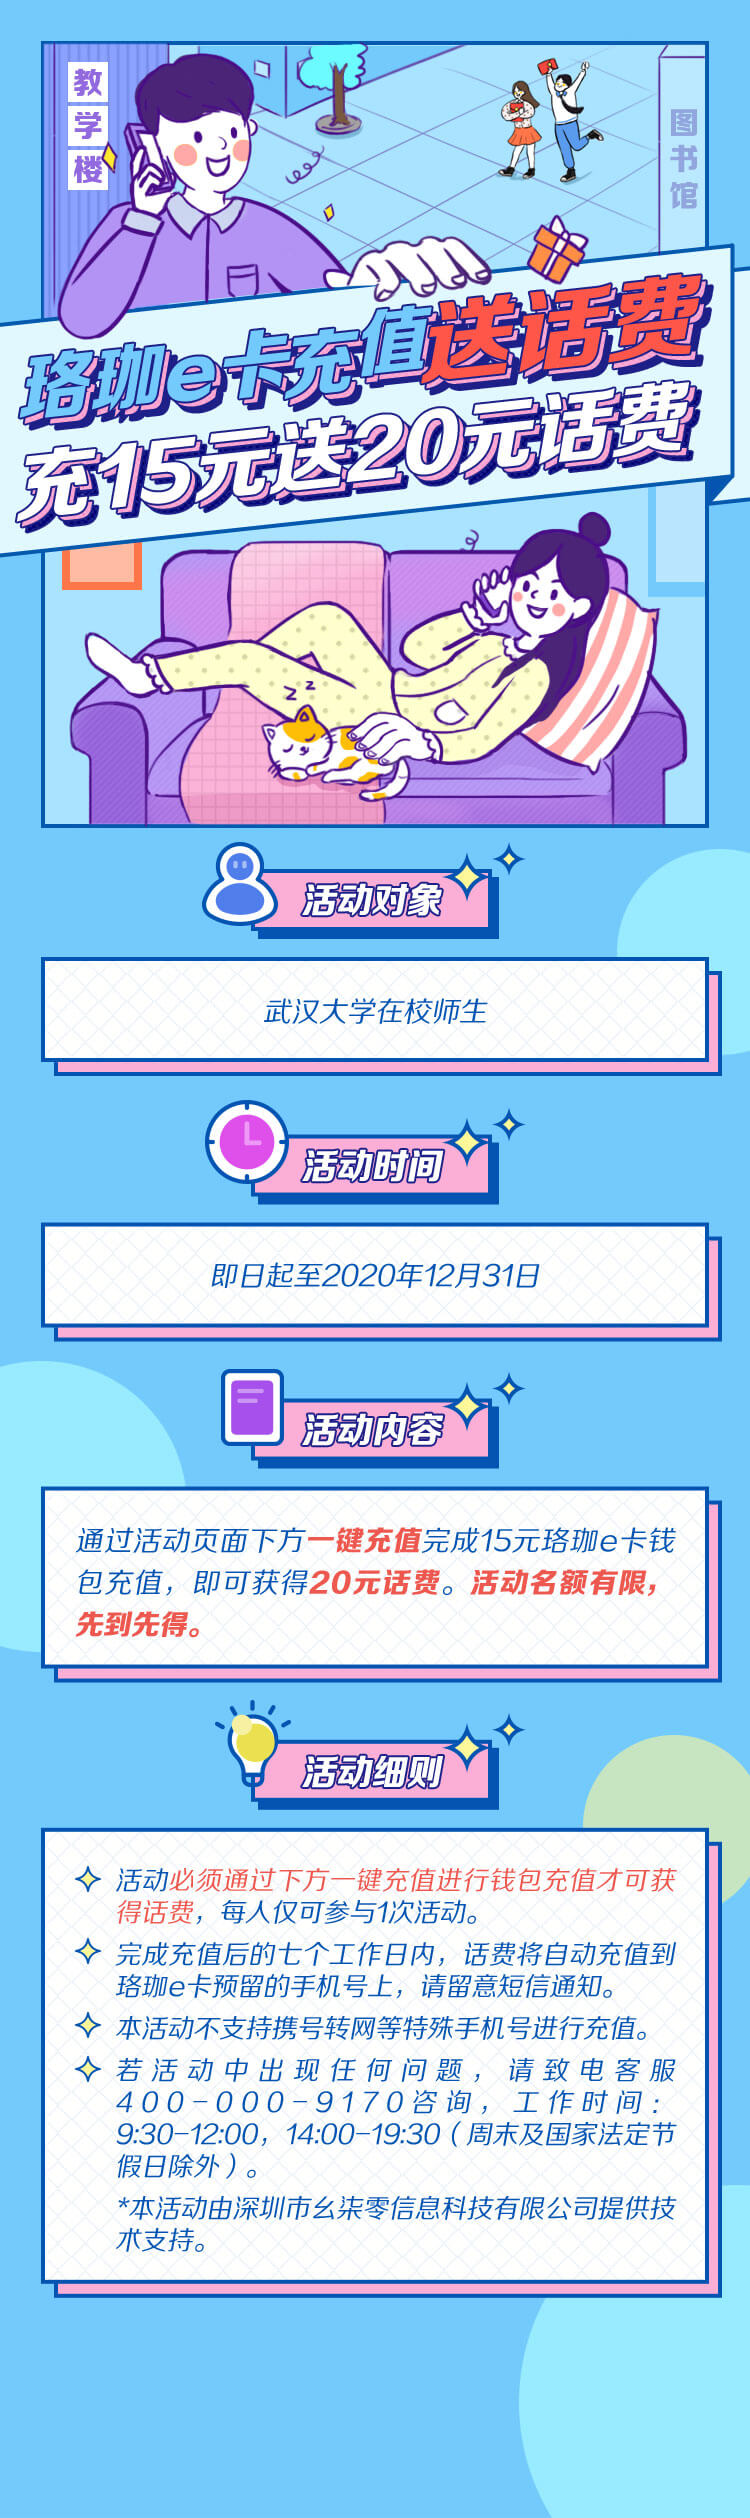 教学楼
图书馆
珞珈e卡充值送话费
充15元送20元话费
z z
活动对象
武汉大学在校师生
活动时间
即日起至2020年12月31日
活动内容
通过活动页面下方一键充值完成15元珞珈e卡钱
包充值，即可获得20元话费。活动名额有限，
先到先得。
活动细则
活动必须通过下方一键充值进行钱包充值才可获
得话费，每人仅可参与1次活动。
完成充值后的七个工作日内，话费将自动充值到
珞珈e卡预留的手机号上，请留意短信通知。
本活动不支持携号转网等特殊手机号进行充值。
若活动中出现任何问题，请致电客服
400-000-9170咨询，工作时间：
9:30-12:00，14:00-19:30（周末及国家法定节
假日除外）。
*本活动由深圳市幺柒零信息科技有限公司提供技
术支持。